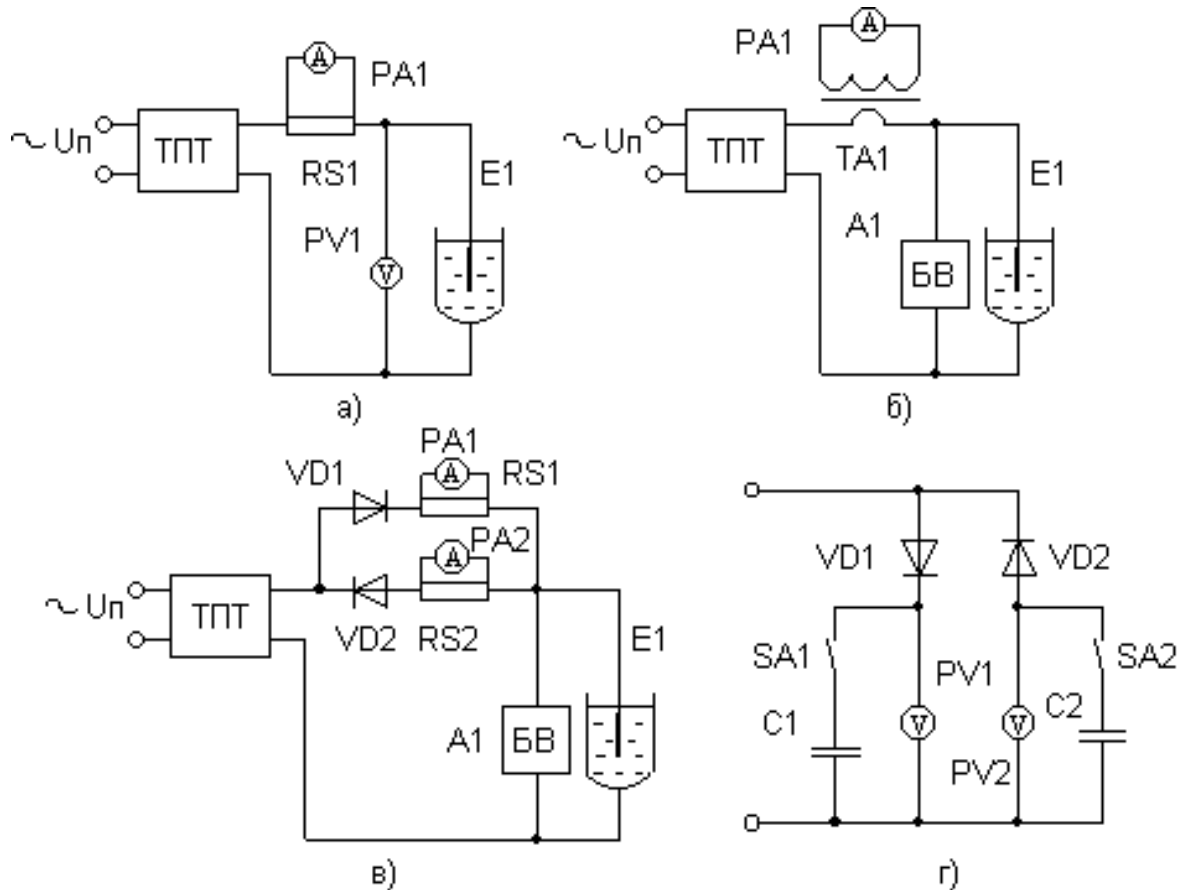 A
PA1
~ Uп
ТПТ
RS1
E1
PV1
V
а)
PA1
A
~ Uп
ТПТ
TA1
E1
A1
БВ
б)
PA1
VD1
A
RS1
PA2
A
~ Uп
ТПТ
VD2
RS2
E1
A1
БВ
в)
VD1
VD2
SA1
SA2
PV1
C1
V
V
C2
PV2
г)